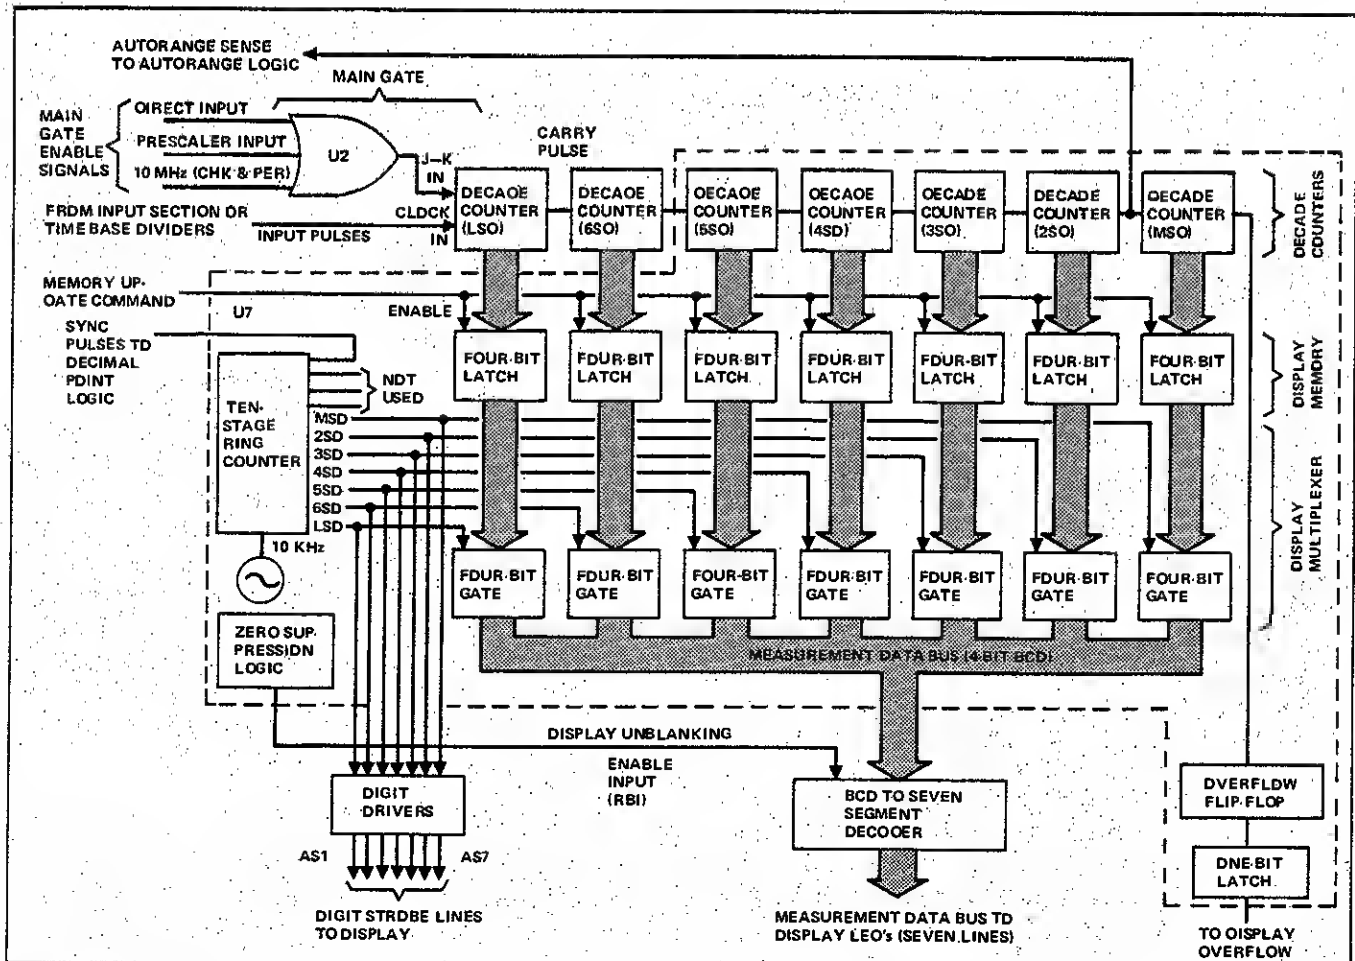 AUTORANGE SENSE
TO AUTORANGE LOGIC
MAIN GATE
MAIN
GATE
ENABLE
SIGNALS
OIRECT INPUT
PRESCALER INPUT
10 MHz (CHK & PER)
U2
J-K
IN
CARRY
PULSE
FRDM INPUT SECTION DR
TIME BASE DIVIDERS
INPUT PULSES
CLDCK
IN
DECAOE
COUNTER
(LSO)
DECAOE
COUNTER
(6SO)
OECAOE
COUNTER
(5SO)
OECAOE
COUNTER
(4SD)
DECADE
COUNTER
(3SO)
DECADE
COUNTER
(2SO)
DECADE
COUNTER
(MSO)
DECADE
CDUNTERS
MEMORY UP-
OATE COMMAND
U7
ENABLE
SYNC
PULSES TD
DECIMAL
PDINT
LOGIC
NDT
USED
TEN-
STAGE
RING
COUNTER
FOUR-BIT
LATCH
FDUR-BIT
LATCH
FOUR-BIT
LATCH
FDUR-BIT
LATCH
FOUR-BIT
LATCH
FDUR-BIT
LATCH
FOUR-BIT
LATCH
DISPLAY
MEMORY
MSD
2SD
3SD
4SD
5SD
6SD
LSD
10 KHz
DISPLAY
MULTIPLEXER
FDUR-BIT
GATE
FDUR-BIT
GATE
FOUR-BIT
GATE
FDUR-BIT
GATE
FDUR-BIT
GATE
FDUR-BIT
GATE
FOUR-BIT
GATE
ZERO SUP-
PRESSIDN
LOGIC
MEASUREMENT DATA BUS (4-BIT BCD)
DISPLAY UNBLANKING
ENABLE
INPUT
(RBI)
DIGIT
DRIVERS
BCD TO SEVEN
SEGMENT
DECOOER
DVERFLDW
FLIP-FLOP
DNE-BIT
LATCH
AS1
AS7
DIGIT STRDBE LINES
TO DISPLAY
MEASUREMENT DATA BUS TD
DISPLAY LEO's (SEVEN LINES)
TO OISPLAY
OVERFLOW